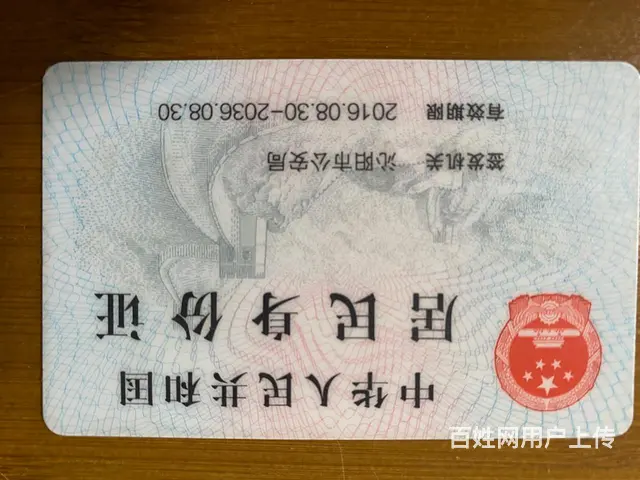 中华人民共和国
居民身份证
签发机关 沁阳市公安局
有效期限 2016.08.30-2036.08.30
百姓网用户上传